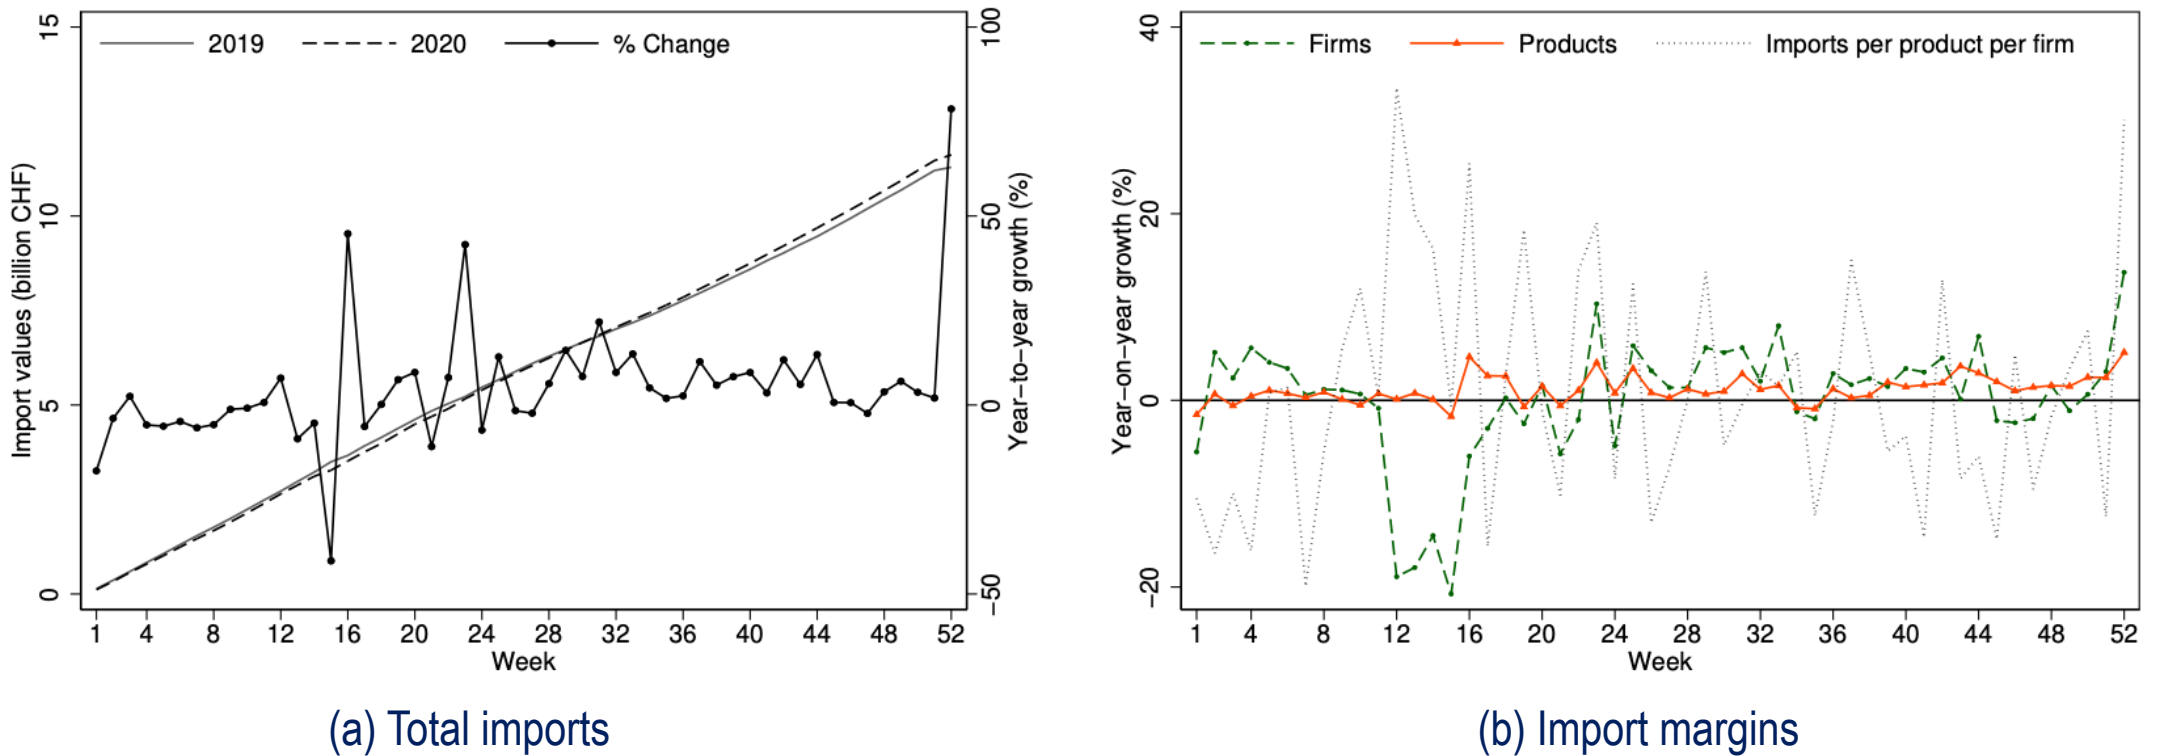 2019 2020 % Change
Import values (billion CHF)
0 5 10 15
Year-to-year growth (%)
-50 0 50 100
1 4 8 12 16 20 24 28 32 36 40 44 48 52
Week
(a) Total imports
Firms Products Imports per product per firm
Year-on-year growth (%)
-20 0 20 40
1 4 8 12 16 20 24 28 32 36 40 44 48 52
Week
(b) Import margins